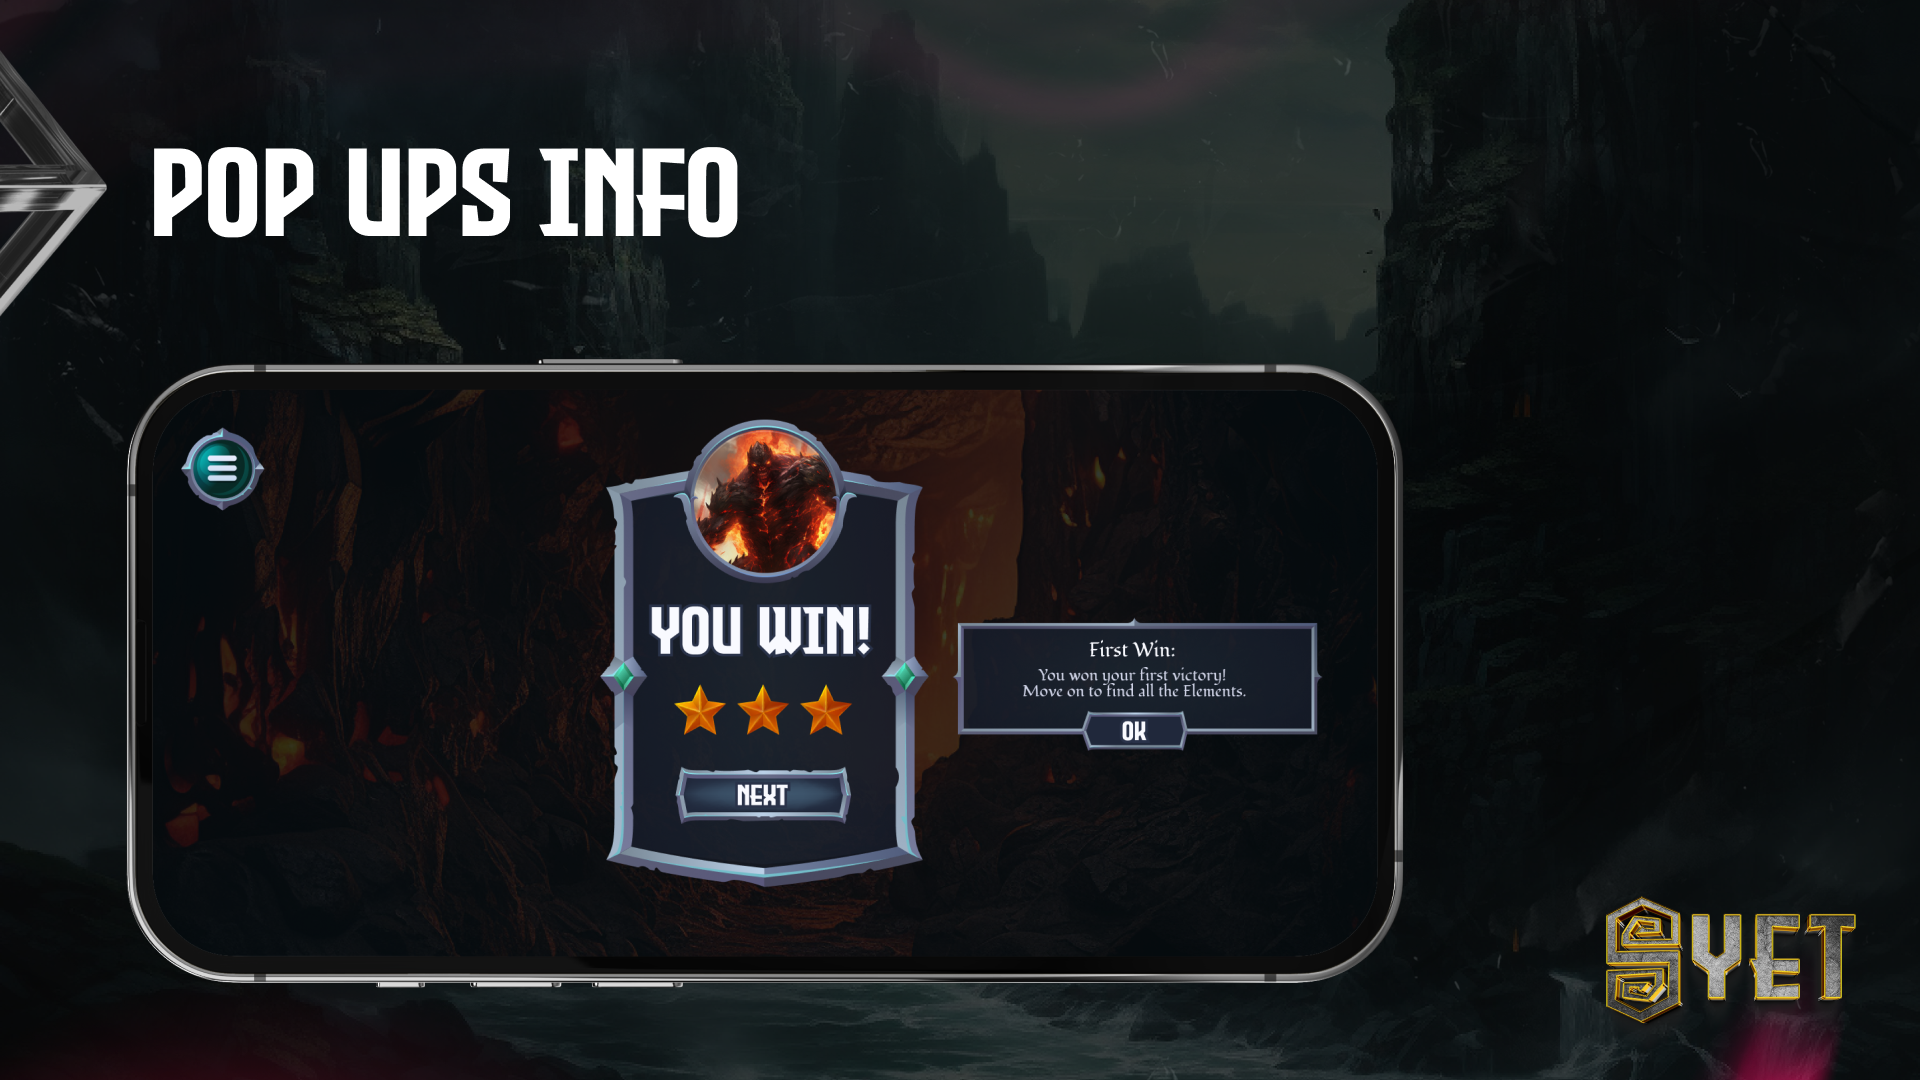 POP UPS INFO
YOU WIN!
NEXT
First Win:
You won your first victory!
Move on to find all the Elements.
OK
SYET